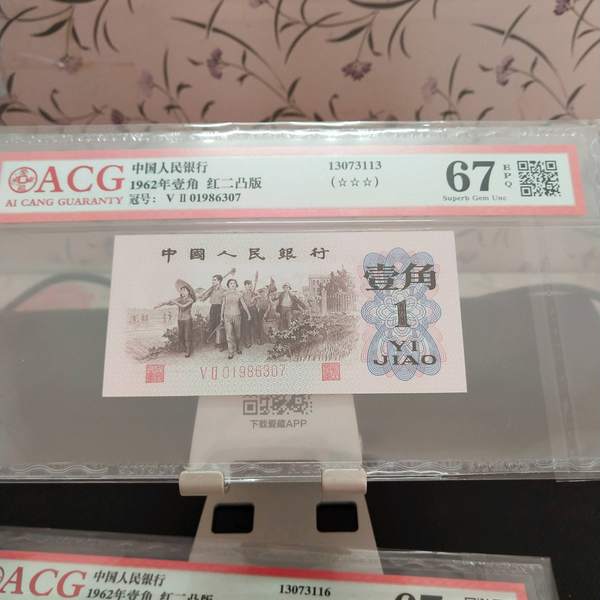 ACG
AI CANG GUARANTY
中国人民银行
1962年壹角 红二凸版
冠号: V II 01986307
13073113
(☆☆☆)
67
EPQ
Superb Gem Unc
中國人民銀行
壹角
1
YI
JIAO
V II 01986307
下载爱藏APP
ACG
中国人民银行
1962年壹角 红二凸版
13073116